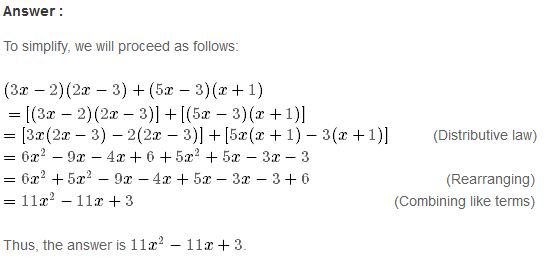 Answer :
To simplify, we will proceed as follows:
(3x − 2)(2x − 3) + (5x − 3)(x + 1)
= [(3x − 2)(2x − 3)] + [(5x − 3)(x + 1)]
= [3x(2x − 3) − 2(2x − 3)] + [5x(x + 1) − 3(x + 1)] (Distributive law)
= 6x² − 9x − 4x + 6 + 5x² + 5x − 3x − 3
= 6x² + 5x² − 9x − 4x + 5x − 3x − 3 + 6 (Rearranging)
= 11x² − 11x + 3 (Combining like terms)
Thus, the answer is 11x² − 11x + 3.